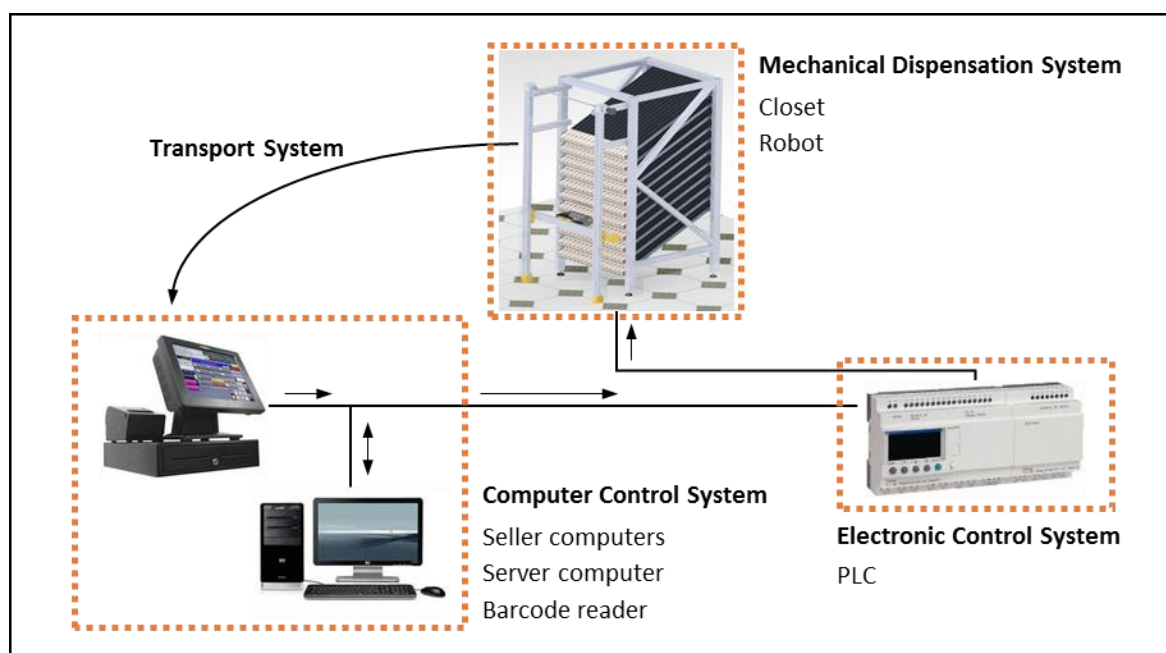 Mechanical Dispensation System
Closet
Robot
Transport System
Computer Control System
Seller computers
Server computer
Barcode reader
Electronic Control System
PLC